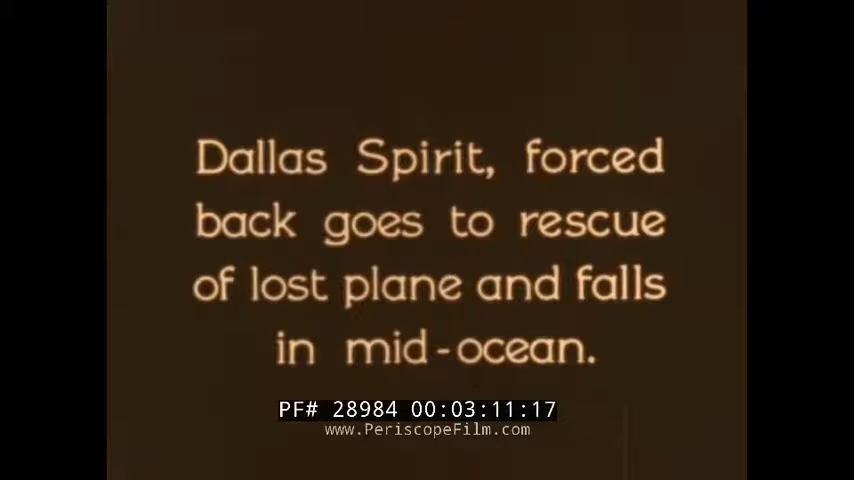 Dallas Spirit, forced
back goes to rescue
of lost plane and falls
in mid-ocean.
PF# 28984 00:03:11:17
www.PeriscopeFilm.com